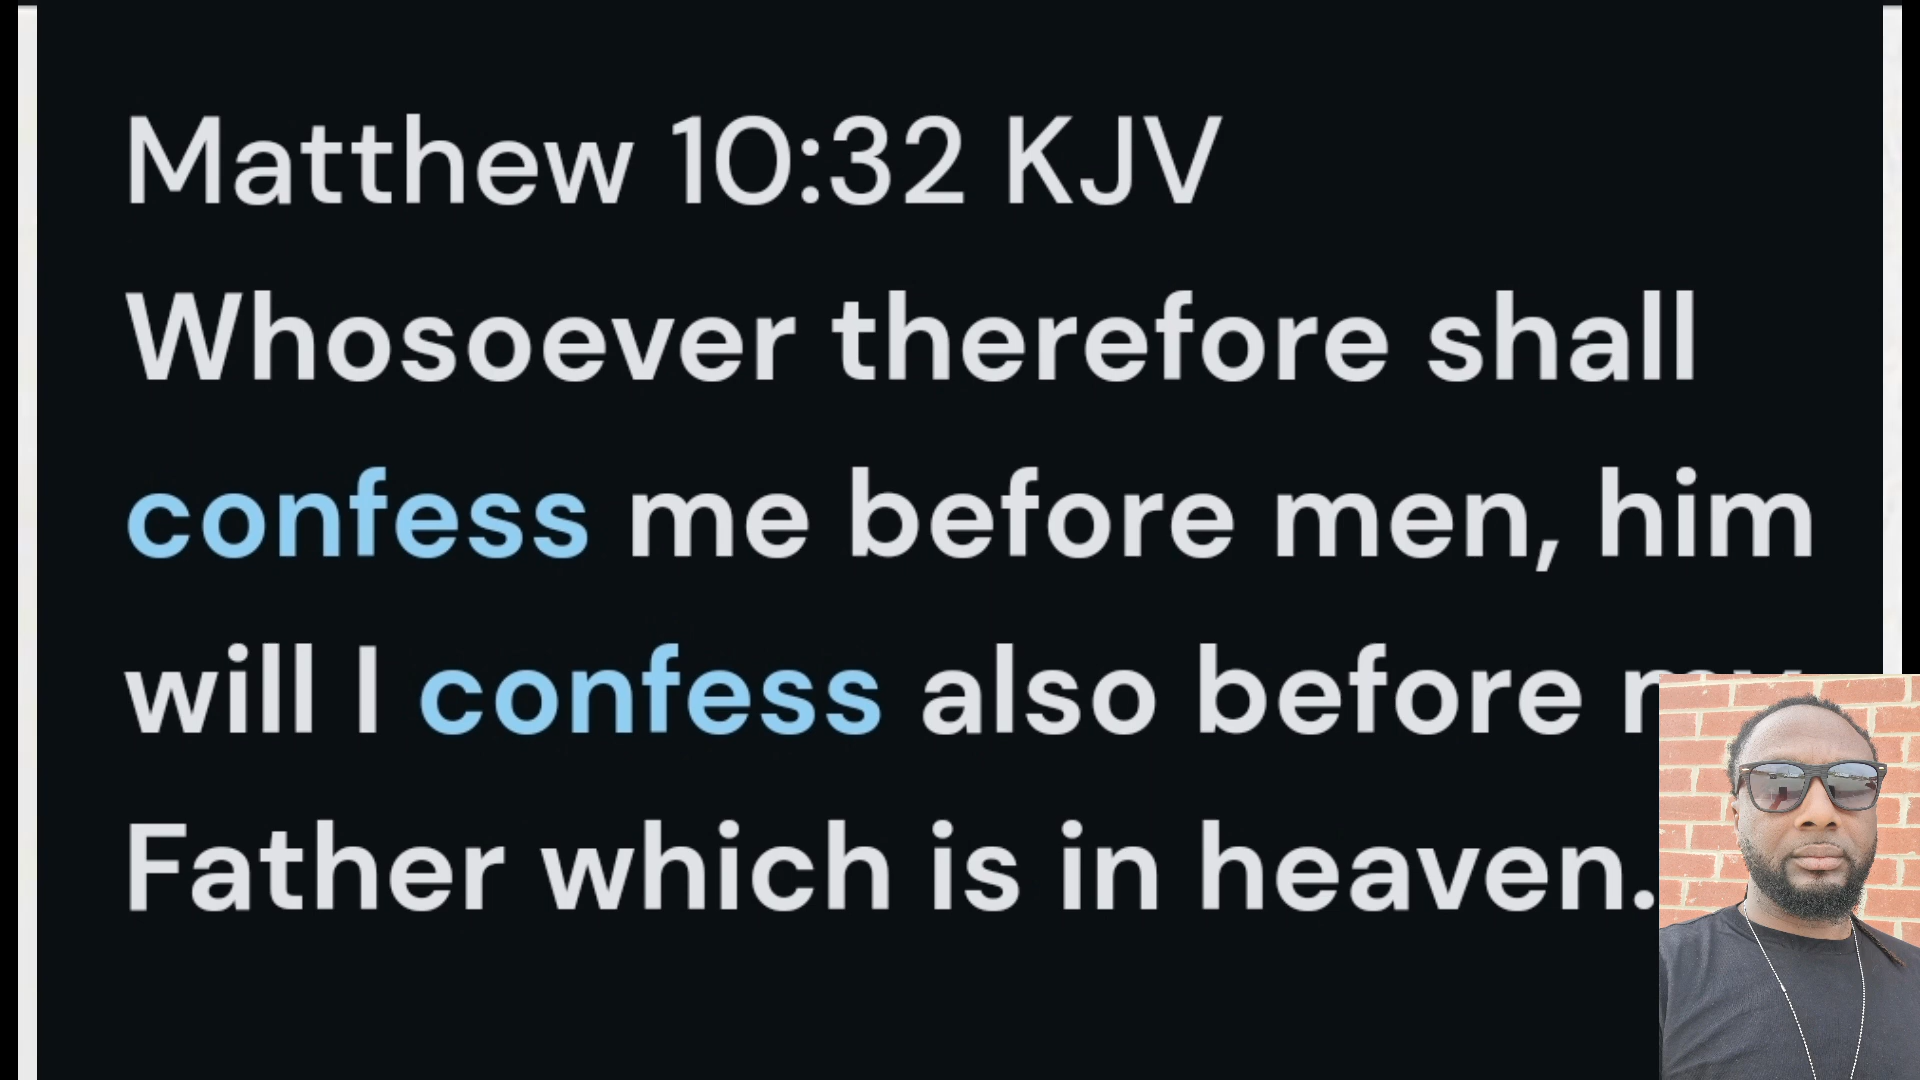 Matthew 10:32 KJV
Whosoever therefore shall
confess me before men, him
will I confess also before
Father which is in heaven.